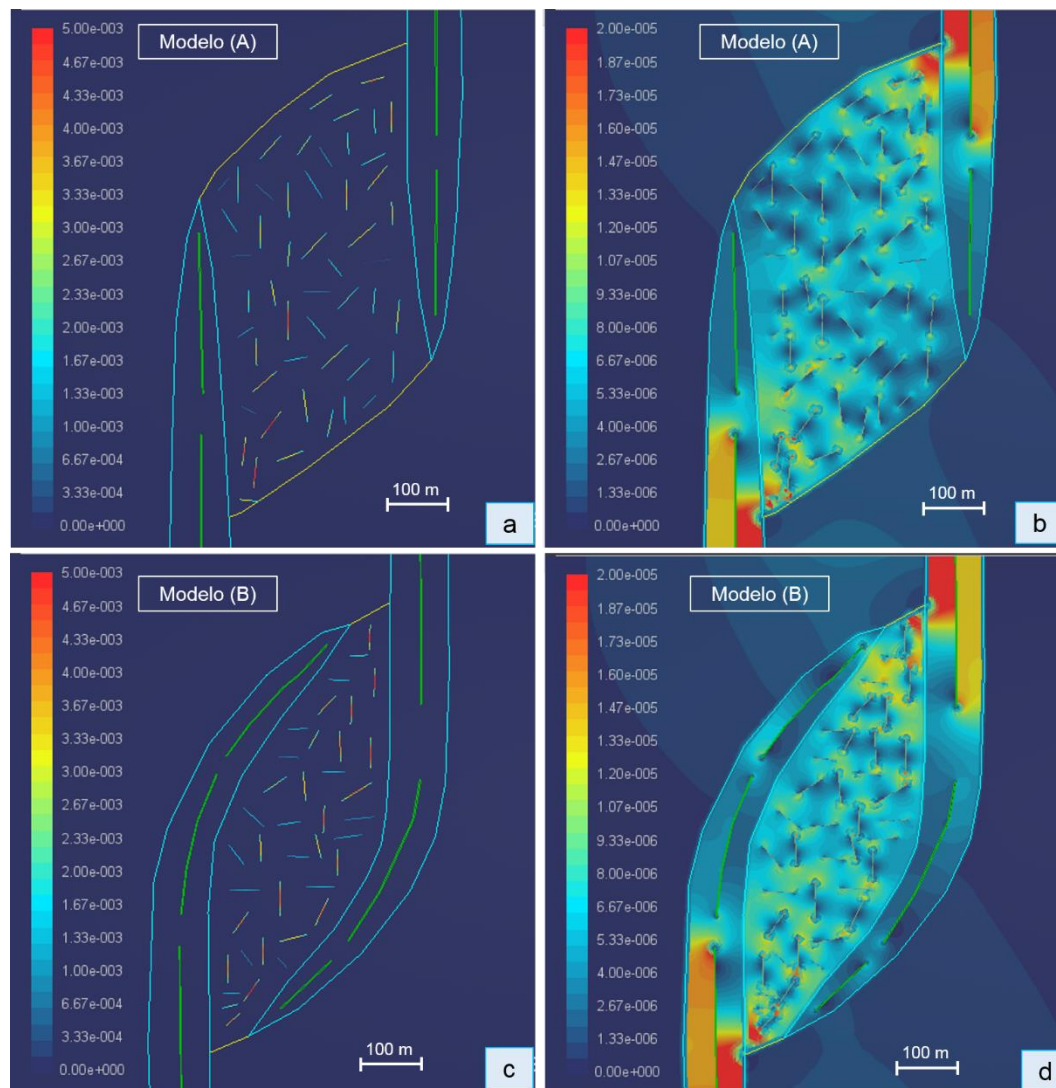 5.00e-003
4.67e-003
4.33e-003
4.00e-003
3.67e-003
3.33e-003
3.00e-003
2.67e-003
2.33e-003
2.00e-003
1.67e-003
1.33e-003
1.00e-003
6.67e-004
3.33e-004
0.00e+000
Modelo (A)
100 m
a
2.00e-005
1.87e-005
1.73e-005
1.60e-005
1.47e-005
1.33e-005
1.20e-005
1.07e-005
9.33e-006
8.00e-006
6.67e-006
5.33e-006
4.00e-006
2.67e-006
1.33e-006
0.00e+000
Modelo (A)
100 m
b
5.00e-003
4.67e-003
4.33e-003
4.00e-003
3.67e-003
3.33e-003
3.00e-003
2.67e-003
2.33e-003
2.00e-003
1.67e-003
1.33e-003
1.00e-003
6.67e-004
3.33e-004
0.00e+000
Modelo (B)
100 m
c
2.00e-005
1.87e-005
1.73e-005
1.60e-005
1.47e-005
1.33e-005
1.20e-005
1.07e-005
9.33e-006
8.00e-006
6.67e-006
5.33e-006
4.00e-006
2.67e-006
1.33e-006
0.00e+000
Modelo (B)
100 m
d